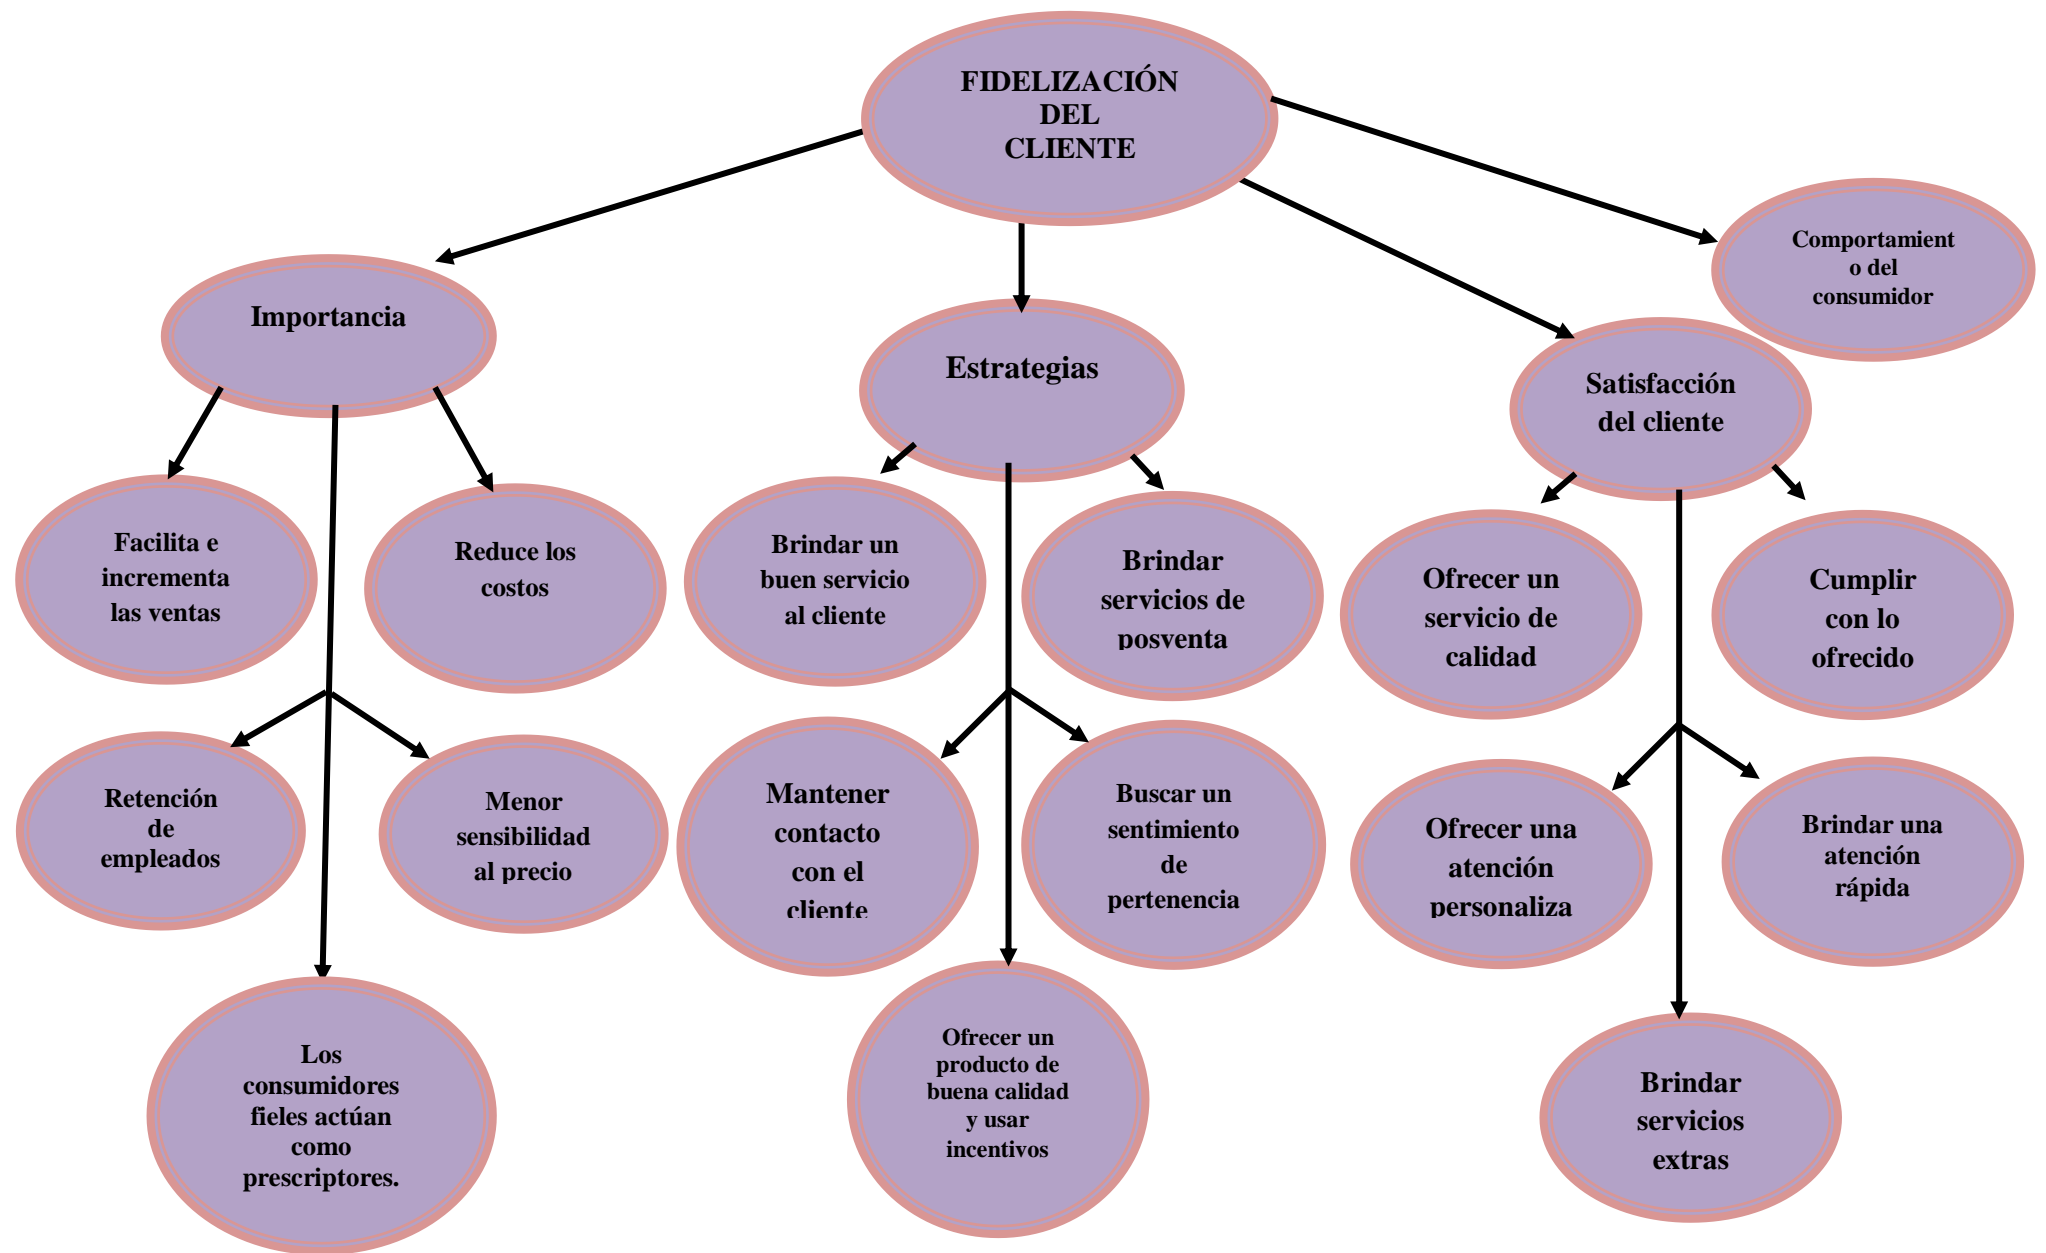 FIDELIZACIÓN
DEL
CLIENTE
Comportamient
o del
consumidor
Importancia
Estrategias
Satisfacción
del cliente
Facilita e
incrementa
las ventas
Reduce los
costos
Brindar un
buen servicio
al cliente
Brindar
servicios de
posventa
Ofrecer un
servicio de
calidad
Cumplir
con lo
ofrecido
Retención
de
empleados
Menor
sensibilidad
al precio
Mantener
contacto
con el
cliente
Buscar un
sentimiento
de
pertenencia
Ofrecer una
atención
personaliza
Brindar una
atención
rápida
Los
consumidores
fieles actúan
como
prescriptores.
Ofrecer un
producto de
buena calidad
y usar
incentivos
Brindar
servicios
extras